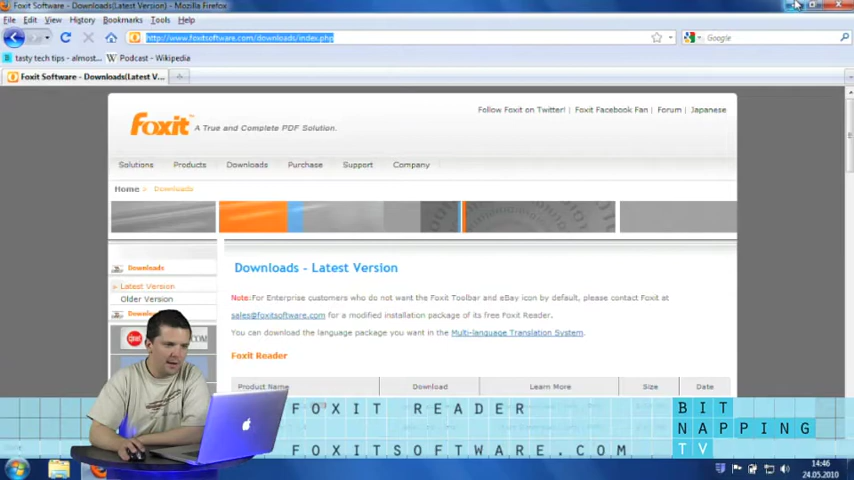 Foxit Software - Downloads(Latest Version) - Mozilla Firefox
File Edit View History Bookmarks Tools Help
http://www.foxitsoftware.com/downloads/index.php
Google
tasty tech tips - almost... Podcast - Wikipedia
Foxit Software - Downloads(Latest V...
Follow Foxit on Twitter! Foxit Facebook Fan Forum Japanese
Foxit A True and Complete PDF Solution.
Solutions Products Downloads Purchase Support Company
Home > Downloads
Downloads
Latest Version
Older Version
Downloads - Latest Version
Note:For Enterprise customers who do not want the Foxit Toolbar and eBay icon by default, please contact Foxit at
sales@foxitsoftware.com for a modified installation package of its free Foxit Reader.
You can download the language package you want in the Multi-language Translation System.
Foxit Reader
Product Name Download Learn More Size Date
FOXIT READER
FOXITSOFTWARE.COM
BIT
NAPPING
TV
14:46
24.05.2010